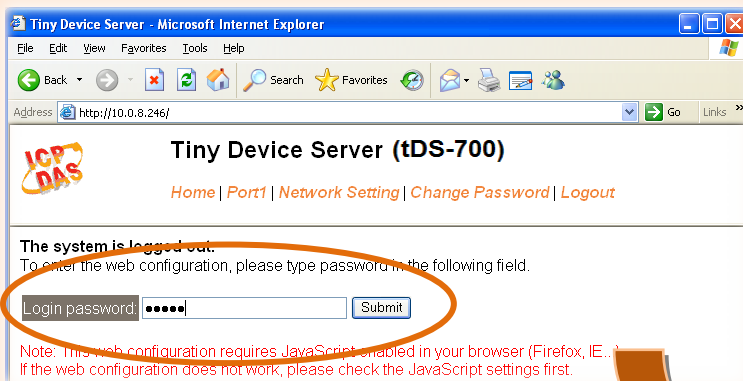 Tiny Device Server - Microsoft Internet Explorer
File Edit View Favorites Tools Help
Back Search Favorites
Address http://10.0.8.246/ Go Links »
ICP DAS
Tiny Device Server (tDS-700)
Home | Port1 | Network Setting | Change Password | Logout
The system is logged out.
To enter the web configuration, please type password in the following field.
Login password: ••••• Submit
Note: This web configuration requires JavaScript enabled in your browser (Firefox, IE...)
If the web configuration does not work, please check the JavaScript settings first.